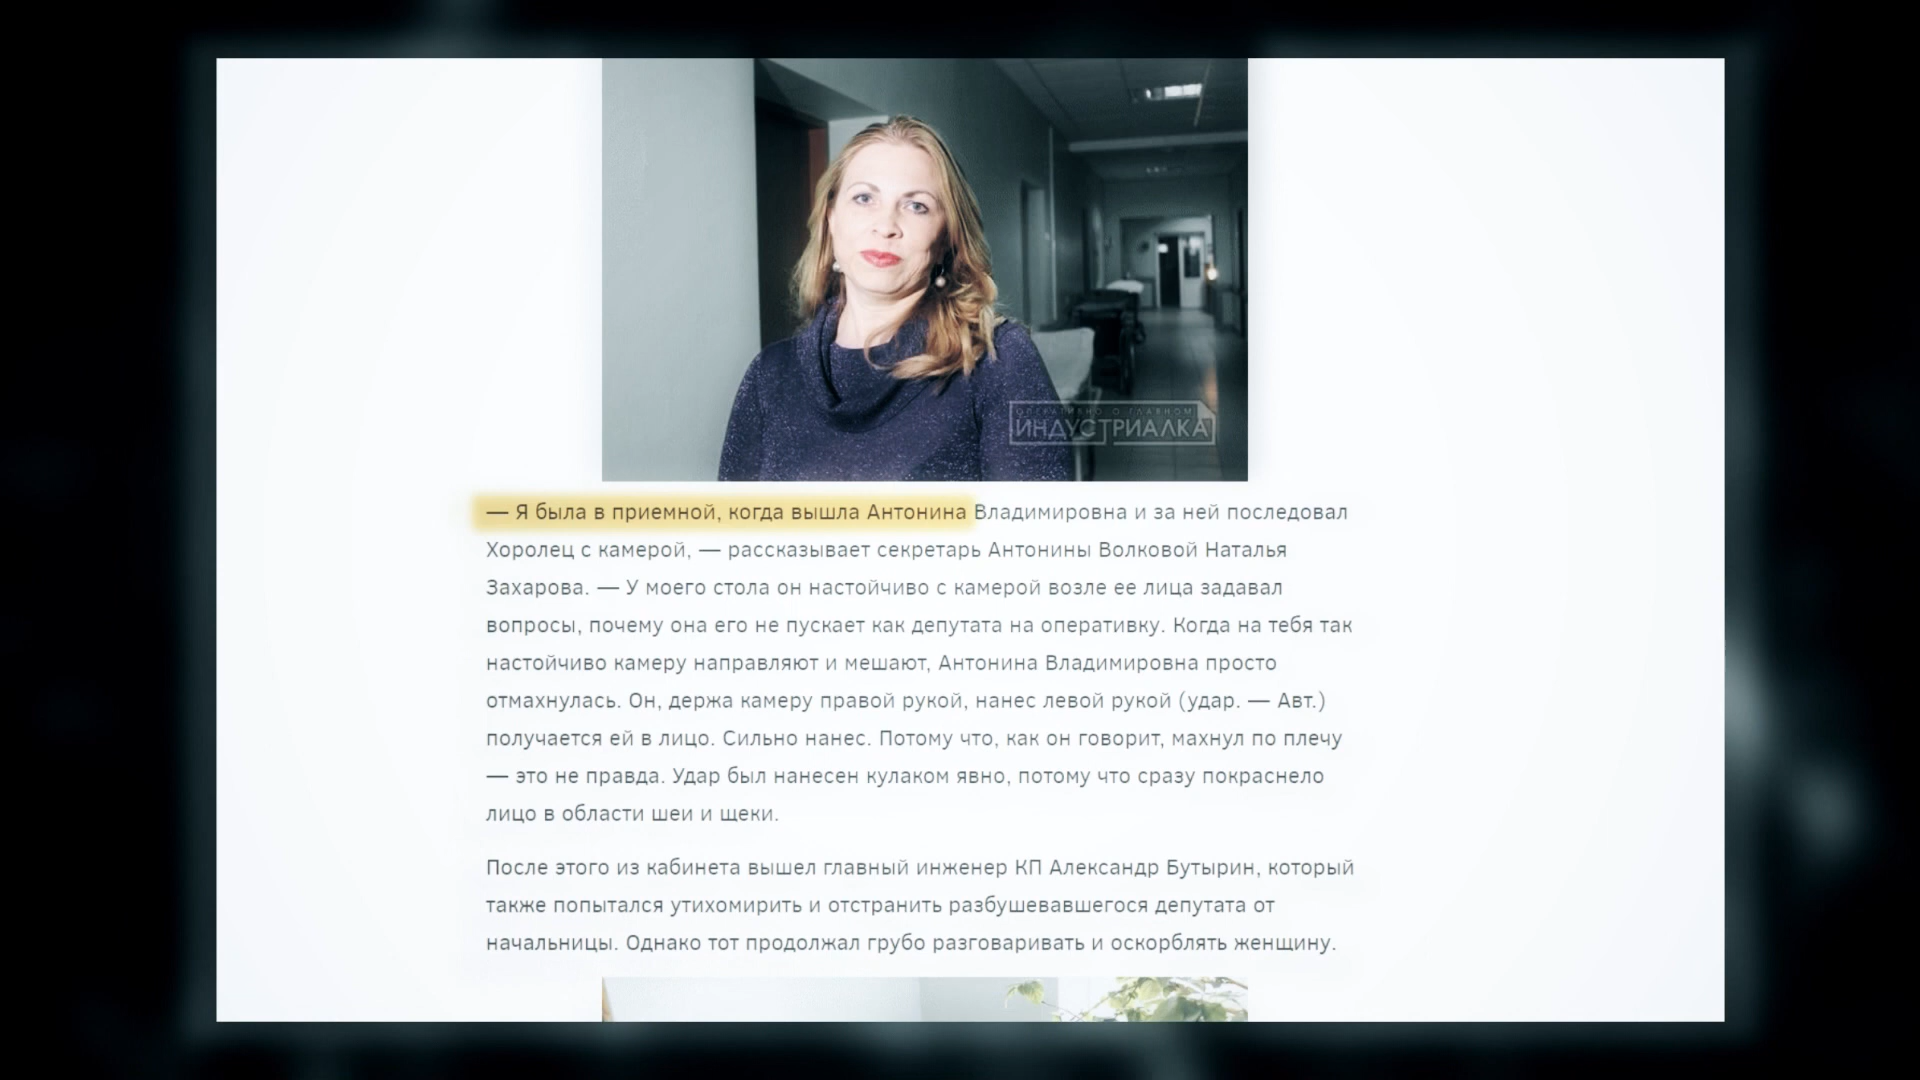 ОПЕРАТИВНО О ГЛАВНОМ
ИНДУСТРИАЛКА
— Я была в приемной, когда вышла Антонина Владимировна и за ней последовал
Хоролец с камерой, — рассказывает секретарь Антонины Волковой Наталья
Захарова. — У моего стола он настойчиво с камерой возле ее лица задавал
вопросы, почему она его не пускает как депутата на оперативку. Когда на тебя так
настойчиво камеру направляют и мешают, Антонина Владимировна просто
отмахнулась. Он, держа камеру правой рукой, нанес левой рукой (удар. — Авт.)
получается ей в лицо. Сильно нанес. Потому что, как он говорит, махнул по плечу
— это не правда. Удар был нанесен кулаком явно, потому что сразу покраснело
лицо в области шеи и щеки.
После этого из кабинета вышел главный инженер КП Александр Бутырин, который
также попытался утихомирить и отстранить разбушевавшегося депутата от
начальницы. Однако тот продолжал грубо разговаривать и оскорблять женщину.